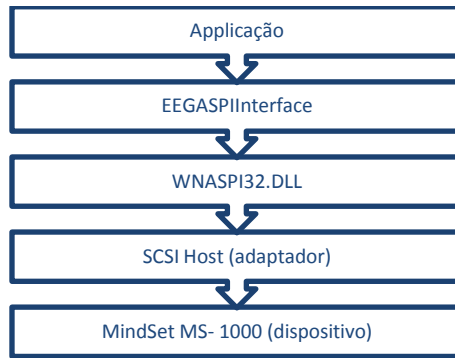 Applicação
EEGASPIInterface
WNASPI32.DLL
SCSI Host (adaptador)
MindSet MS- 1000 (dispositivo)